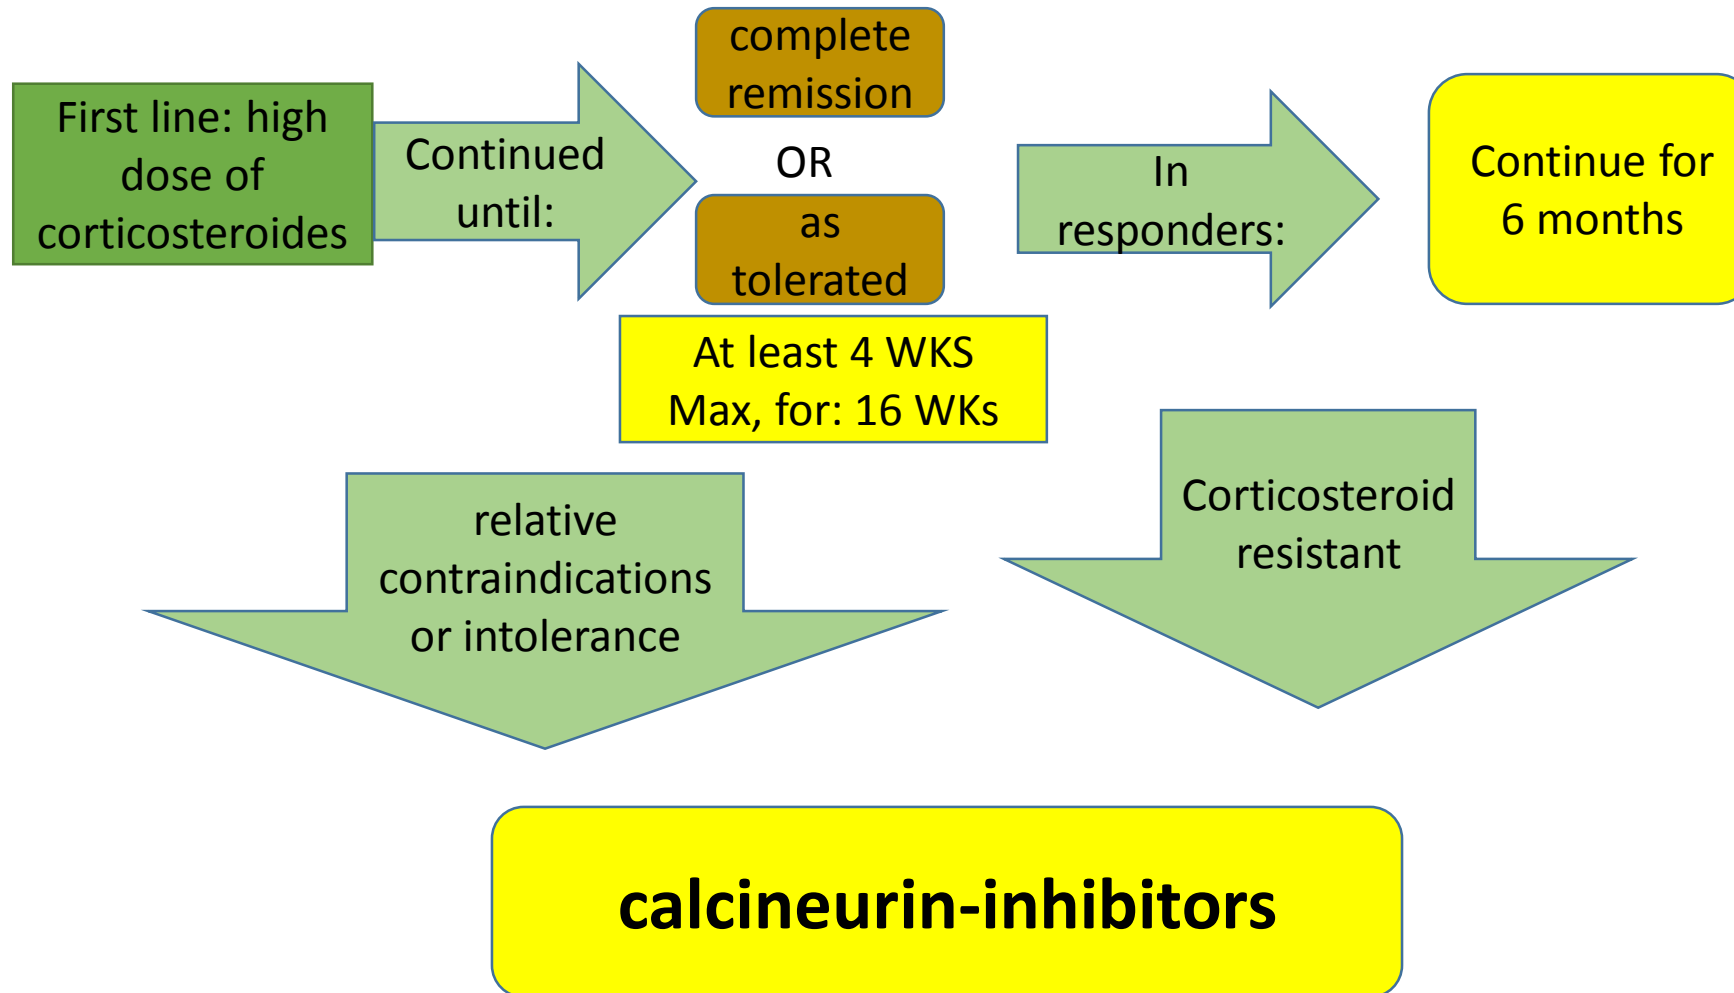 First line: high
dose of
corticosteroides
Continued
until:
complete
remission
OR
as
tolerated
At least 4 WKS
Max, for: 16 WKs
In
responders:
Continue for
6 months
relative
contraindications
or intolerance
Corticosteroid
resistant
calcineurin-inhibitors